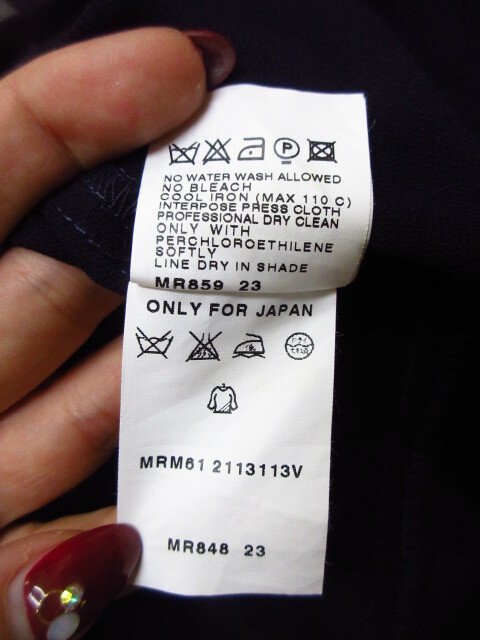 P
NO WATER WASH ALLOWED
NO BLEACH
COOL IRON (MAX 110 C)
INTERPOSE PRESS CLOTH
PROFESSIONAL DRY CLEAN
ONLY WITH
PERCHLOROETHILENE
SOFTLY
LINE DRY IN SHADE
MR859 23
ONLY FOR JAPAN
MRM61 2113113V
MR848 23